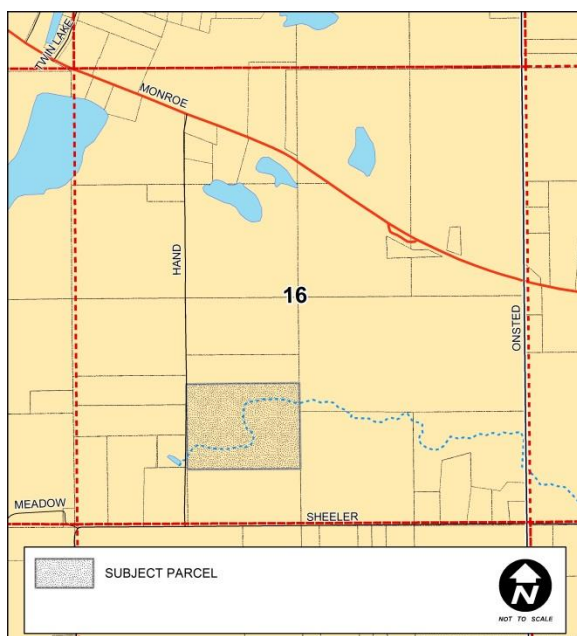 TWIN LAKE
MONROE
HAND
16
ONSTED
MEADOW
SHEELER
SUBJECT PARCEL
N
NOT TO SCALE